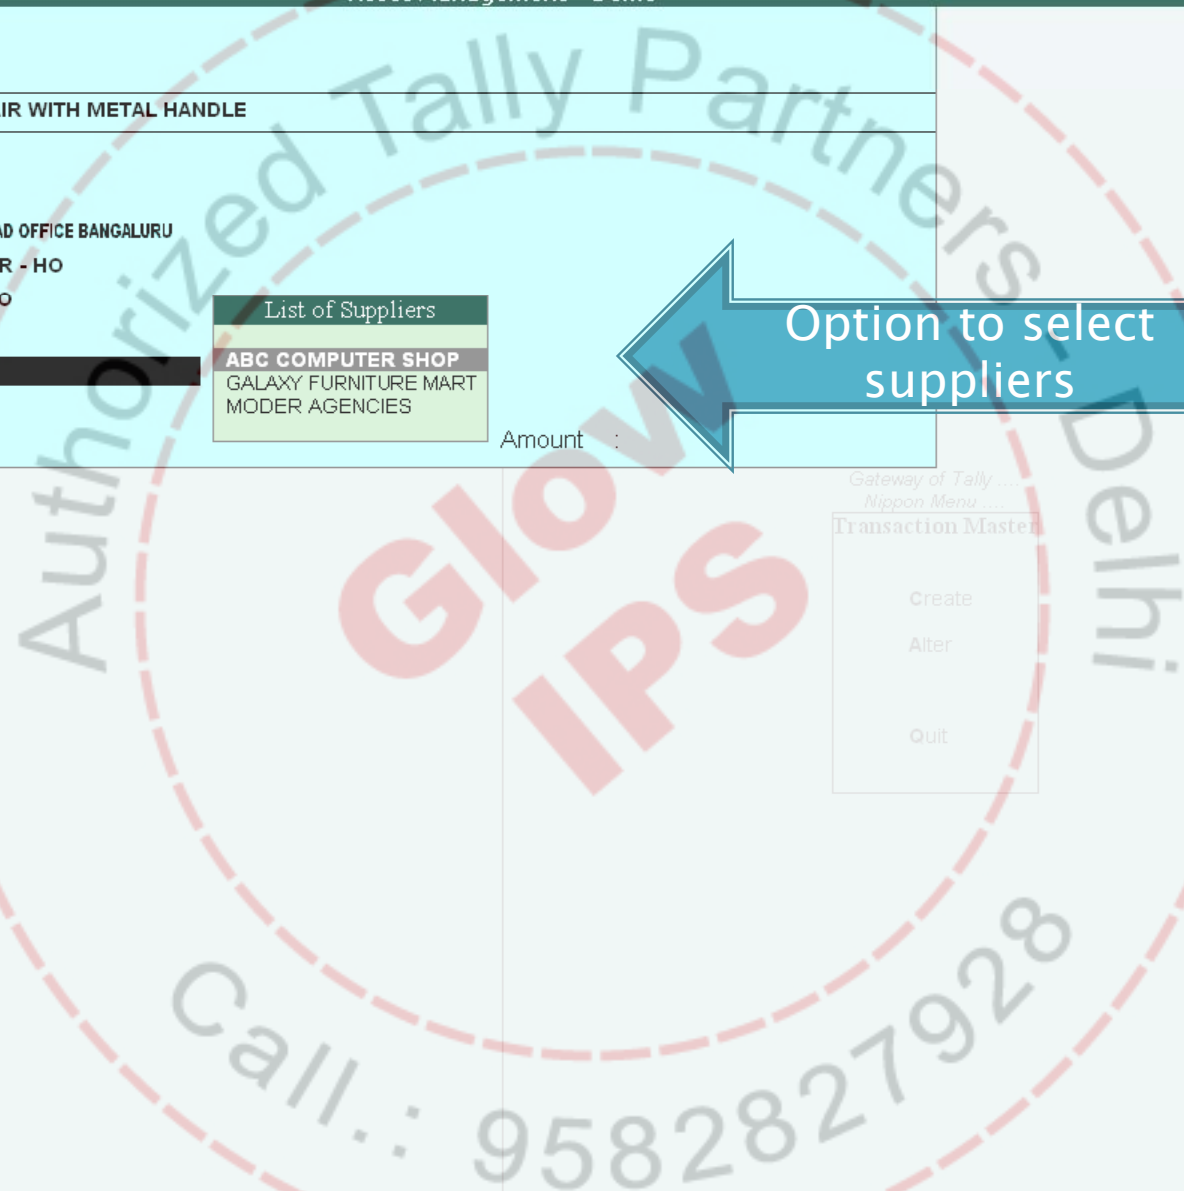 IR WITH METAL HANDLE
AD OFFICE BANGALURU
R - HO
O
List of Suppliers
ABC COMPUTER SHOP
GALAXY FURNITURE MART
MODER AGENCIES
Amount :
Option to select
suppliers
Gateway of Tally ....
Nippon Menu ....
Transaction Master
Create
Alter
Quit
Authorized Tally Partners - Delhi
Glow
IPS
Call.: 9582827928